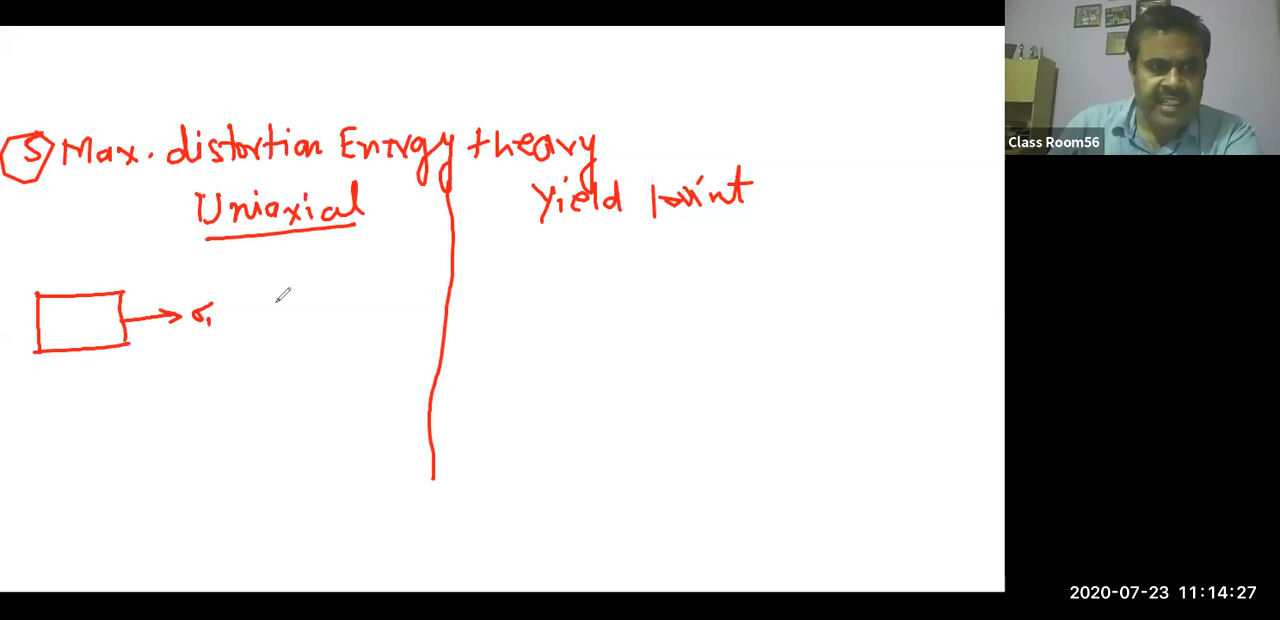 (5) Max. distortion Energy theory
Uniaxial
Yield point
σ₁
Class Room56
2020-07-23 11:14:27